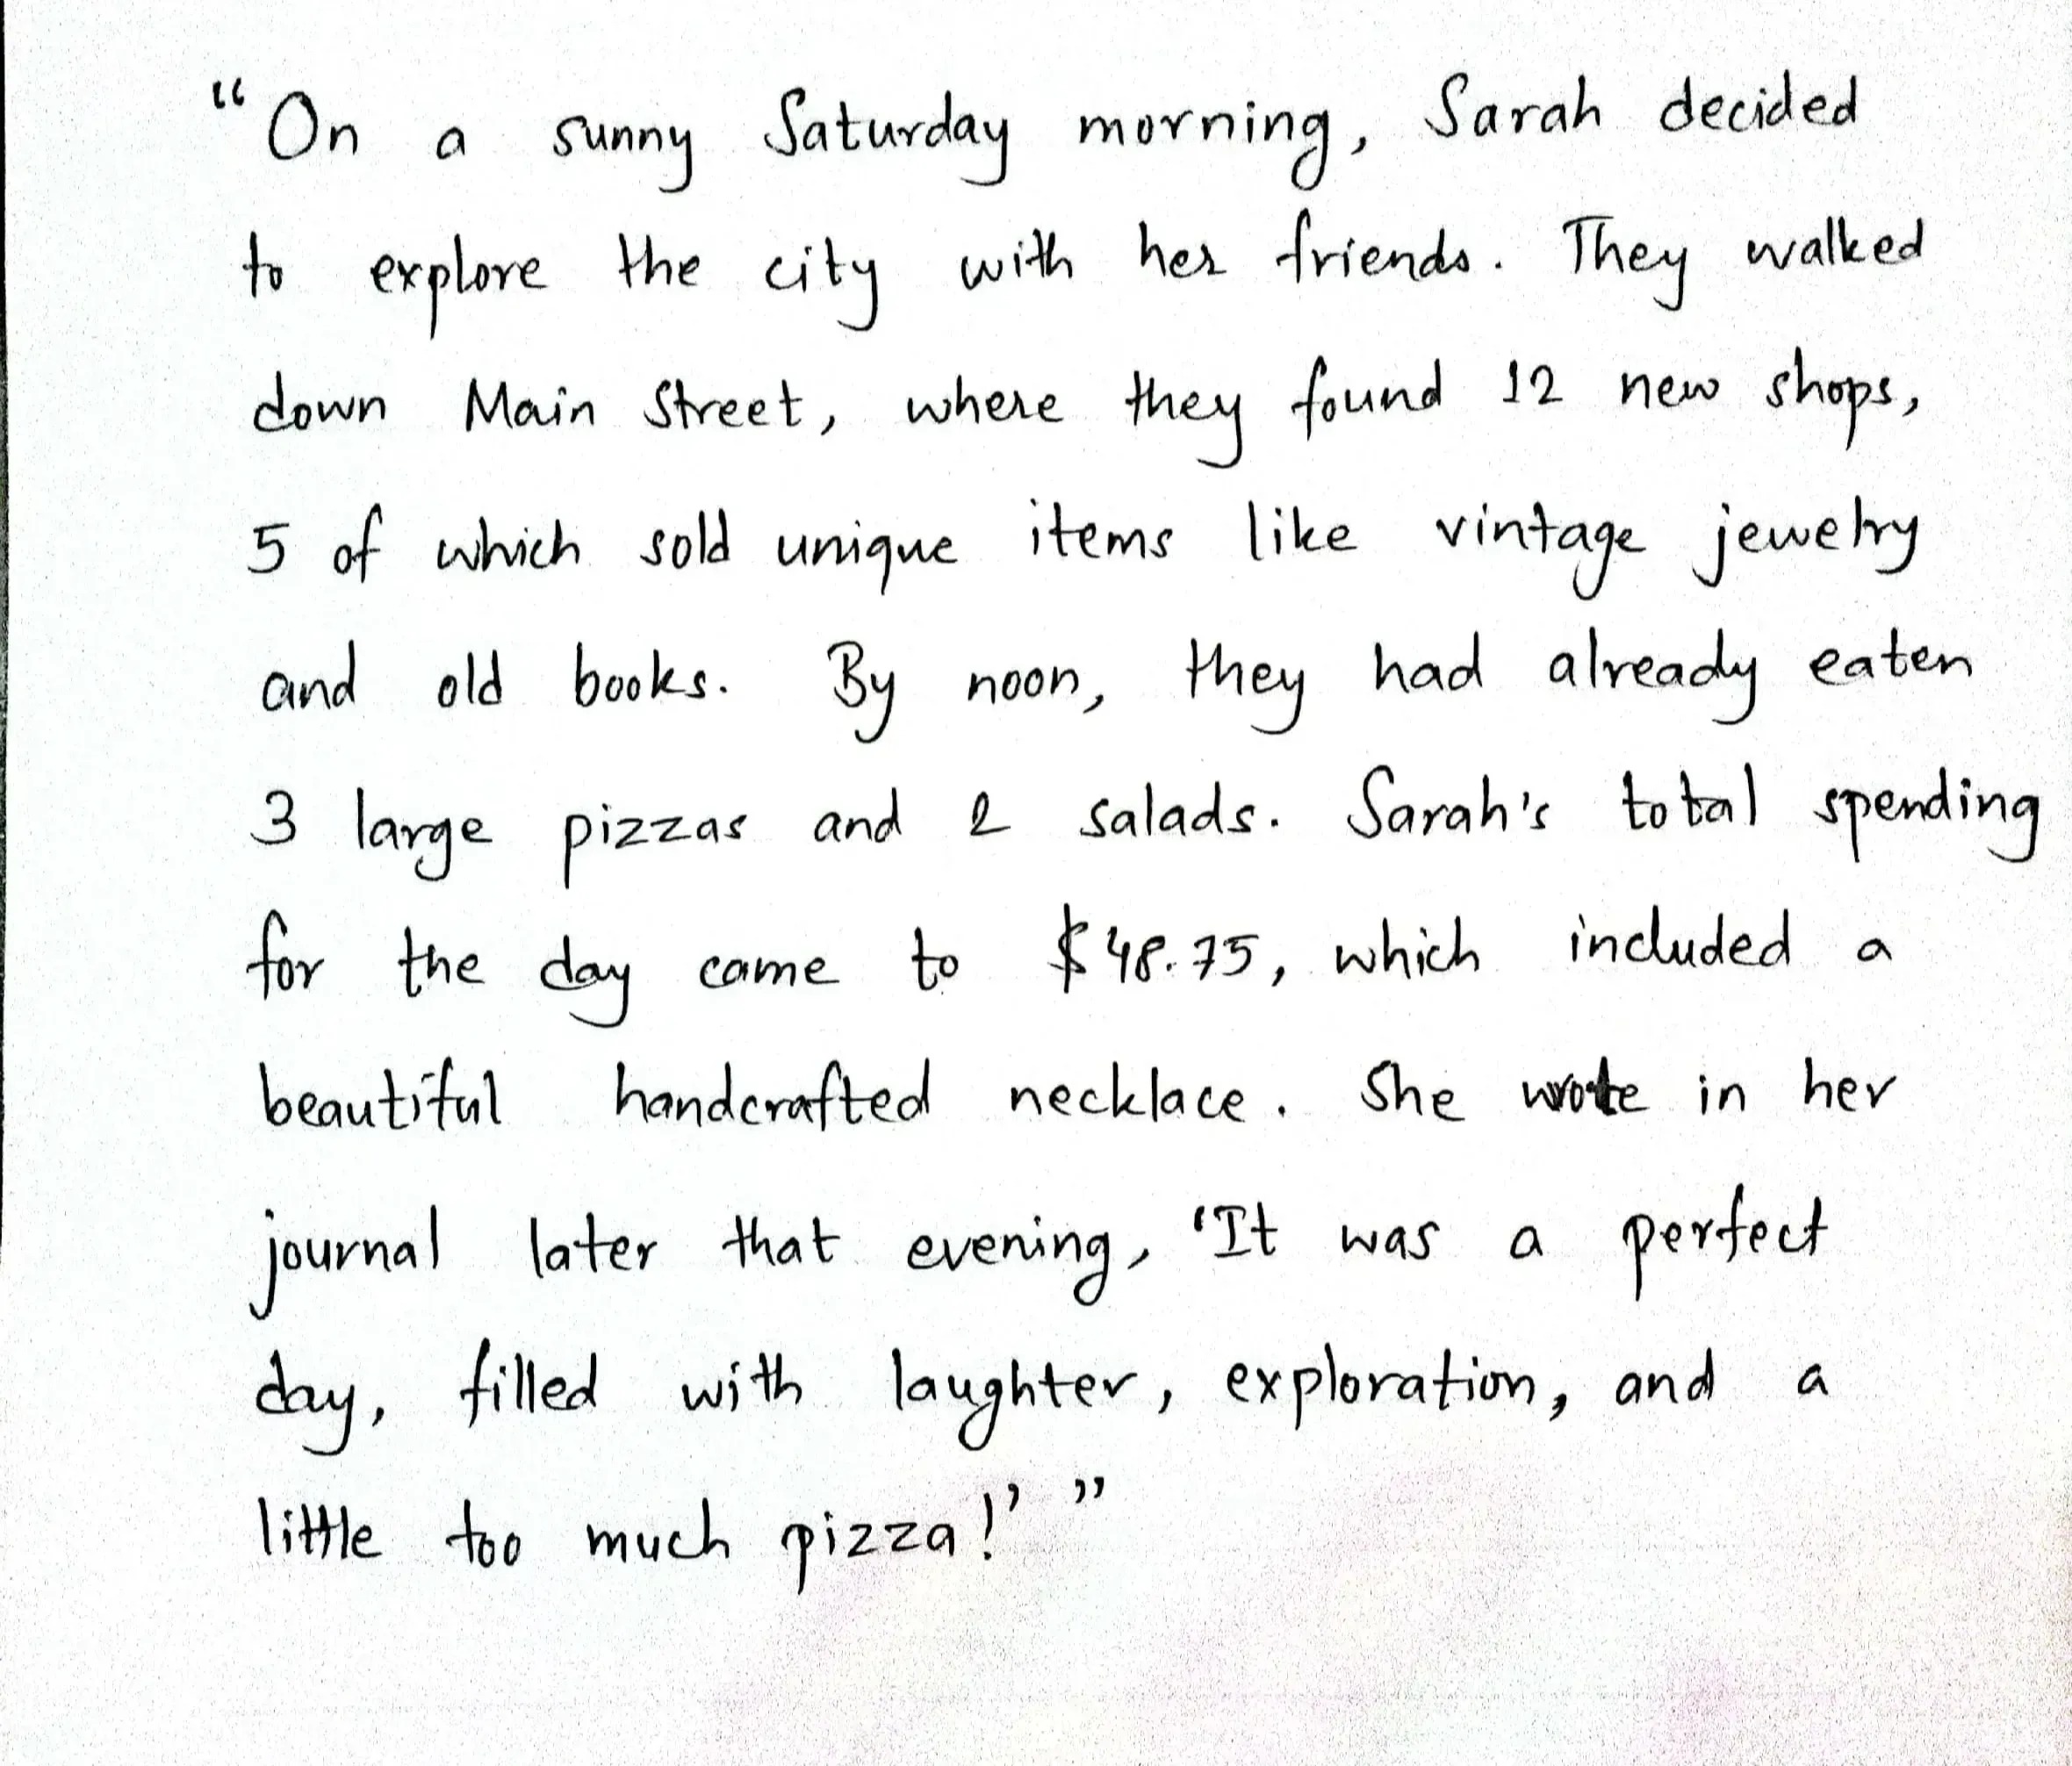 “On a sunny Saturday morning, Sarah decided
to explore the city with her friends. They walked
down Main Street, where they found 12 new shops,
5 of which sold unique items like vintage jewelry
and old books. By noon, they had already eaten
3 large pizzas and 2 salads. Sarah's total spending
for the day came to $48.75, which included a
beautiful handcrafted necklace. She wrote in her
journal later that evening, ‘It was a perfect
day, filled with laughter, exploration, and a
little too much pizza!’ ”